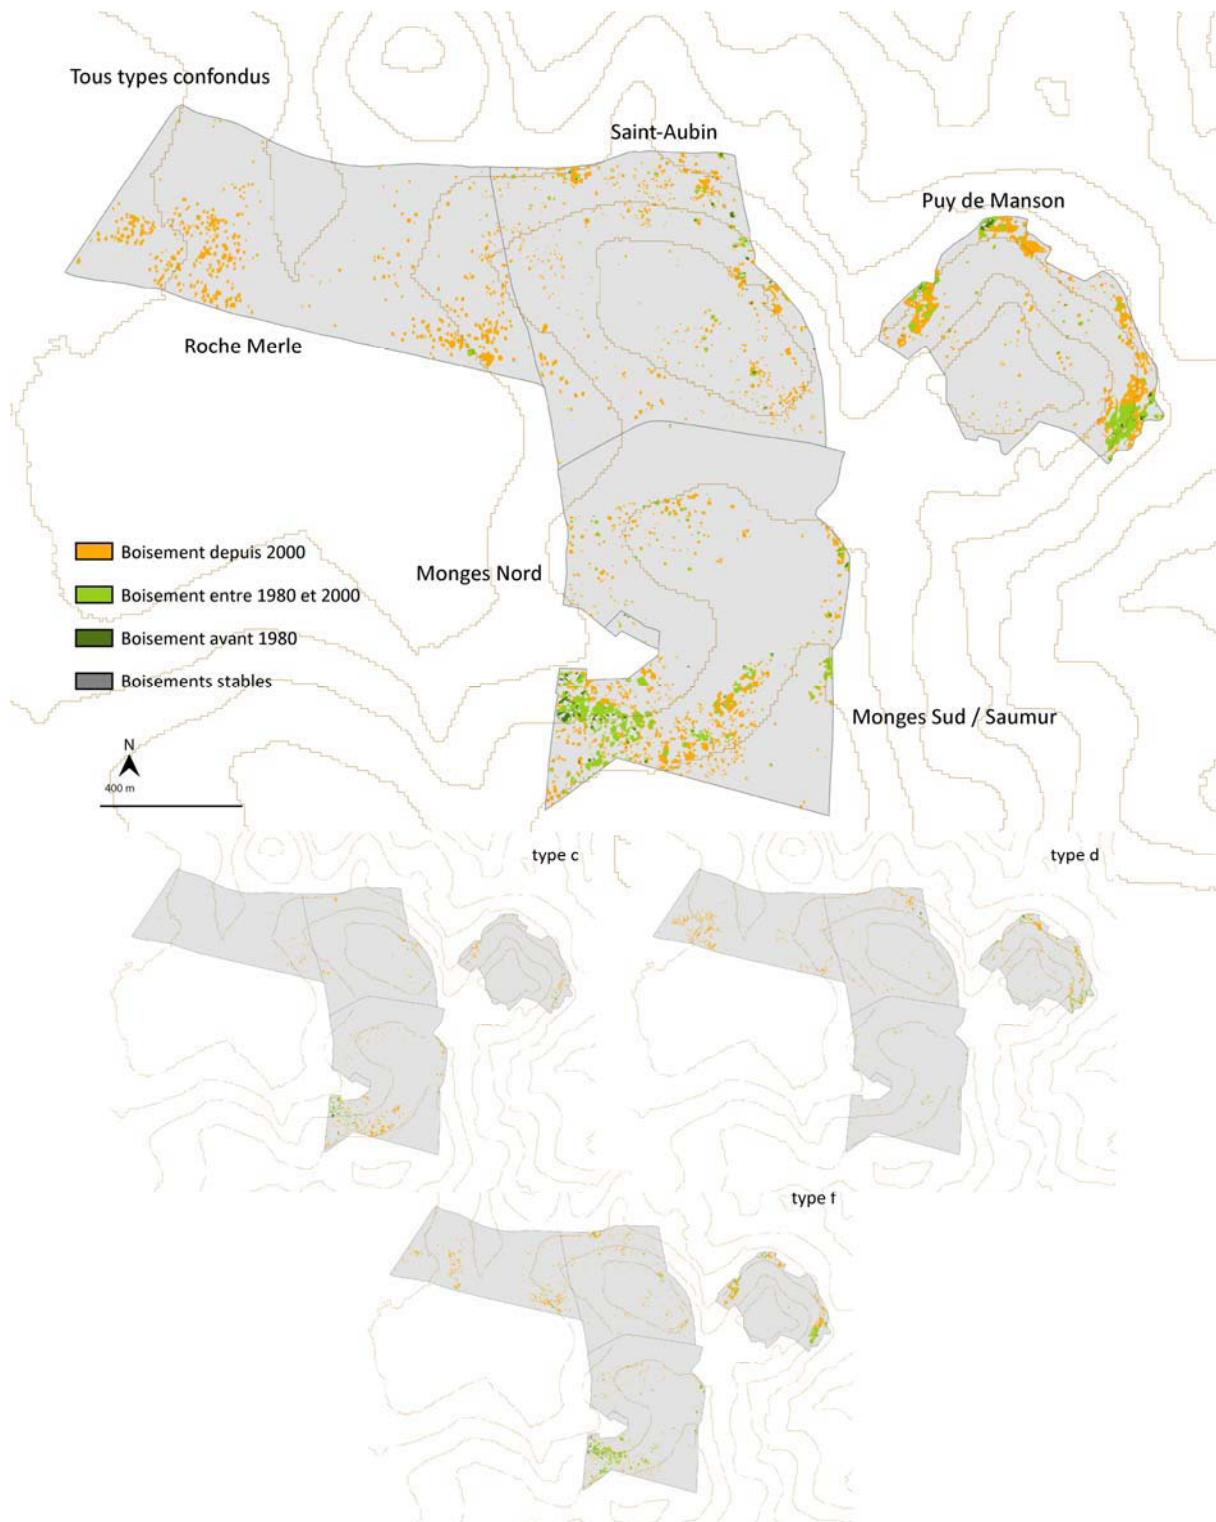 Tous types confondus
Saint-Aubin
Puy de Manson
Roche Merle
Boisement depuis 2000
Monges Nord
Boisement entre 1980 et 2000
Boisement avant 1980
Boisements stables
Monges Sud / Saumur
N
400 m
type c
type d
type f